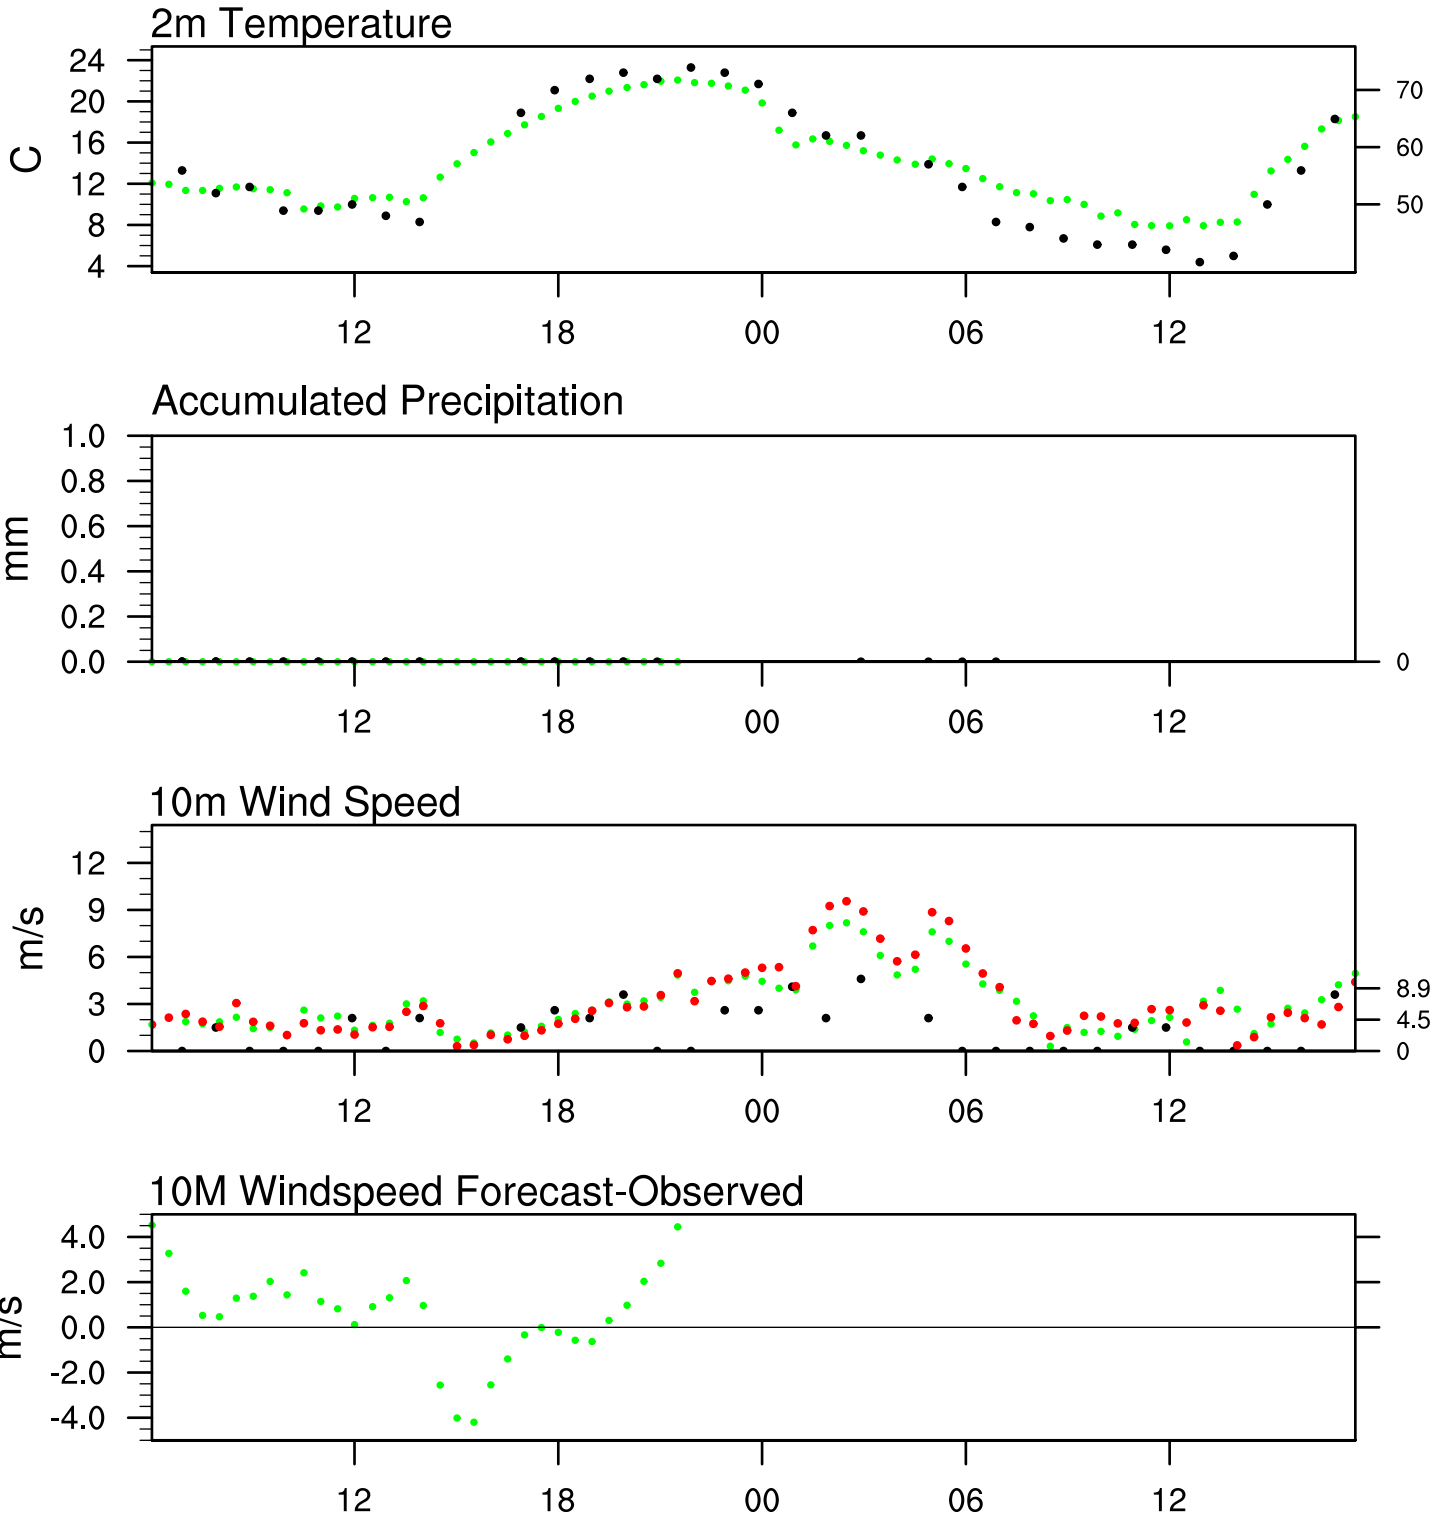 2m Temperature
24
20
16
12
8
4
C
70
60
50
12 18 00 06 12
Accumulated Precipitation
1.0
0.8
0.6
0.4
0.2
0.0
mm
0
12 18 00 06 12
10m Wind Speed
12
9
6
3
0
m/s
8.9
4.5
0
12 18 00 06 12
10M Windspeed Forecast-Observed
4.0
2.0
0.0
-2.0
-4.0
m/s
12 18 00 06 12